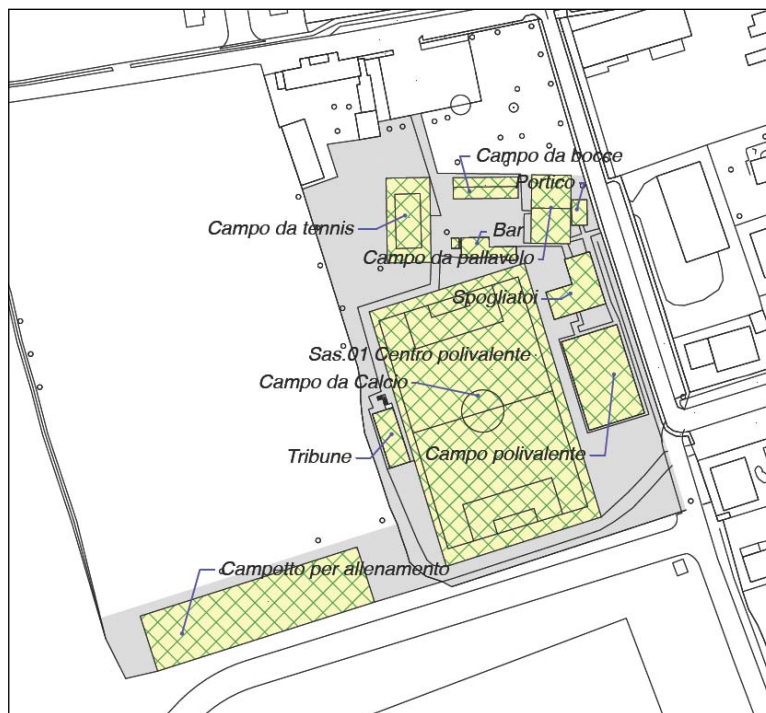 Campo da bocce
Portico
Campo da tennis
Bar
Campo da pallavolo
Spogliatoi
Sas.01 Centro polivalente
Campo da Calcio
Tribune
Campo polivalente
Campotto per allenamento